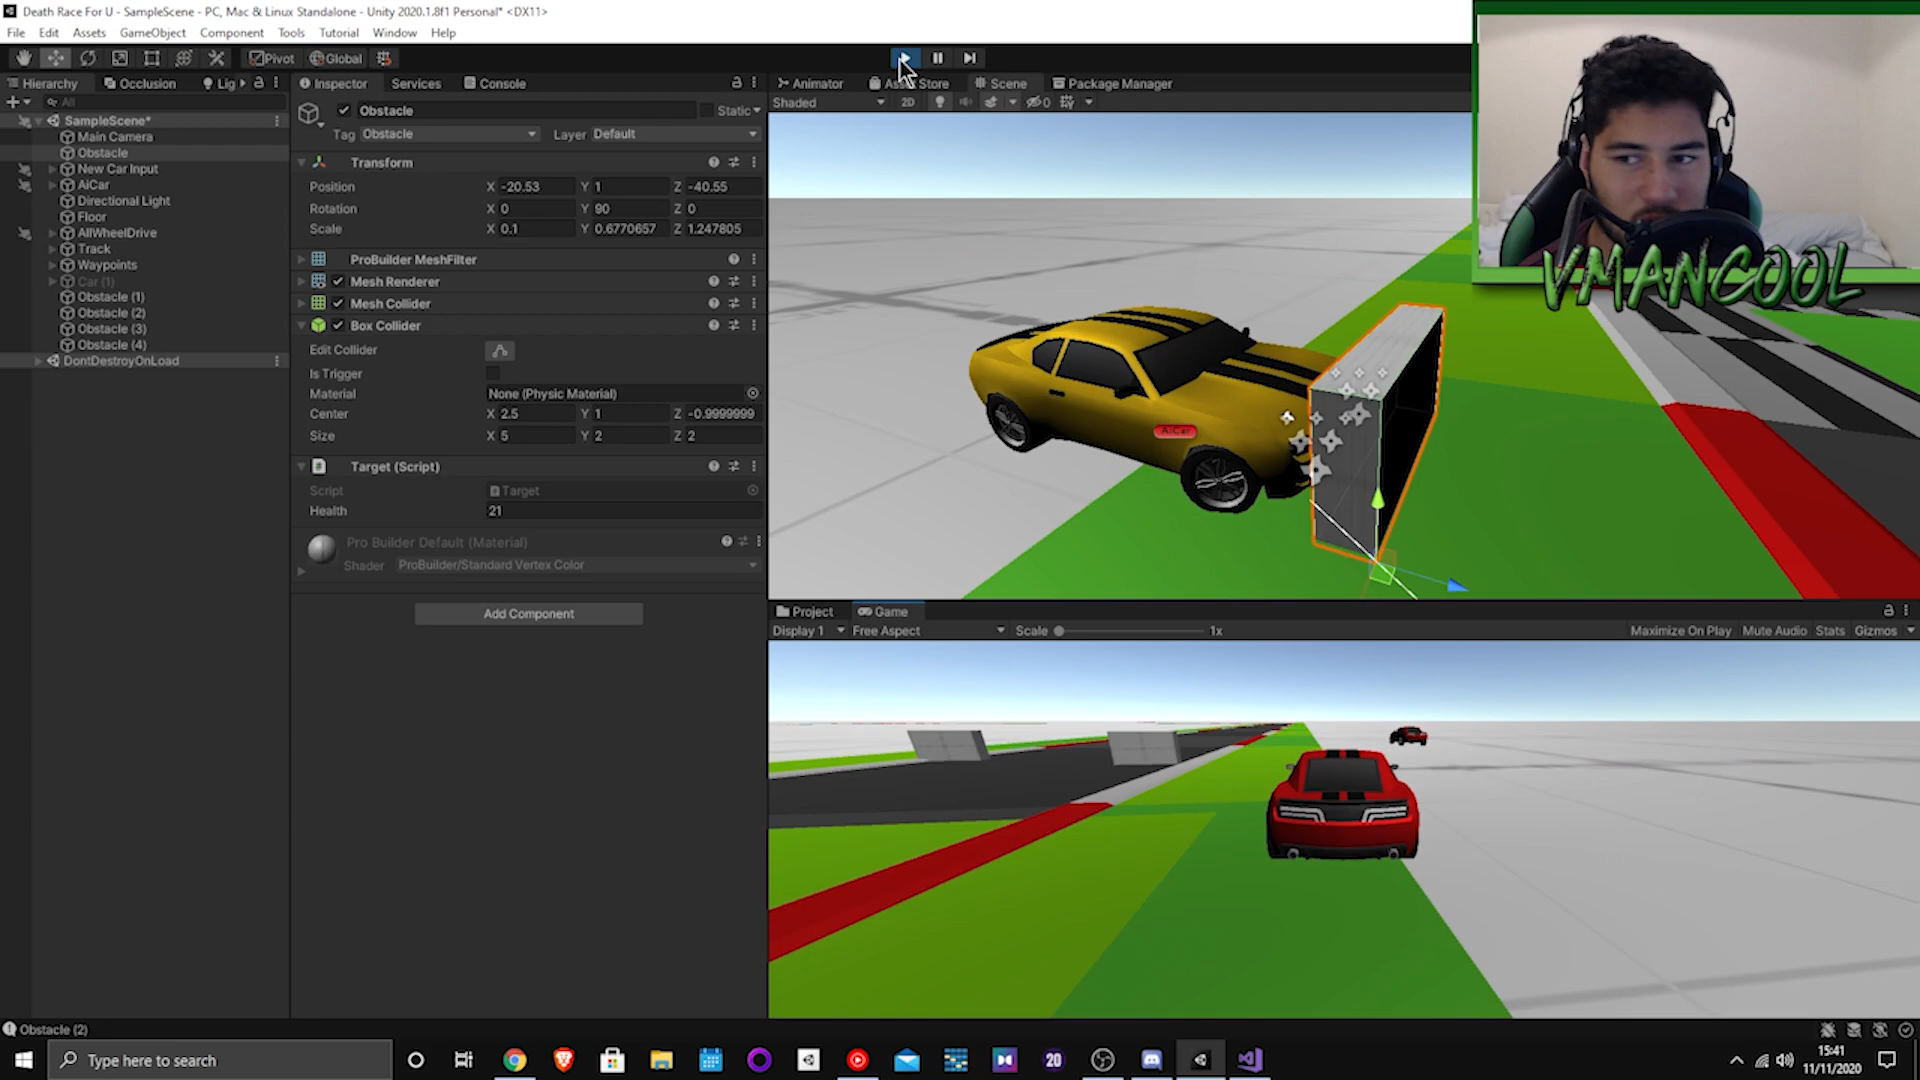 Death Race For U - SampleScene - PC, Mac & Linux Standalone - Unity 2020.1.8f1 Personal* <DX11>
File Edit Assets GameObject Component Tools Tutorial Window Help
Pivot Global
Hierarchy Occlusion Lig
All
SampleScene*
Main Camera
Obstacle
New Car Input
AiCar
Directional Light
Floor
AllWheelDrive
Track
Waypoints
Car (1)
Obstacle (1)
Obstacle (2)
Obstacle (3)
Obstacle (4)
DontDestroyOnLoad
Inspector Services Console
Obstacle Static
Tag Obstacle Layer Default
Transform
Position X -20.53 Y 1 Z -40.55
Rotation X 0 Y 90 Z 0
Scale X 0.1 Y 0.6770657 Z 1.247805
ProBuilder MeshFilter
Mesh Renderer
Mesh Collider
Box Collider
Edit Collider
Is Trigger
Material None (Physic Material)
Center X 2.5 Y 1 Z -0.9999999
Size X 5 Y 2 Z 2
Target (Script)
Script Target
Health 21
Pro Builder Default (Material)
Shader ProBuilder/Standard Vertex Color
Add Component
Animator Asset Store Scene Package Manager
Shaded 2D 0
AiCar
VMANCOOL
Project Game
Display 1 Free Aspect Scale 1x Maximize On Play Mute Audio Stats Gizmos
Obstacle (2)
Type here to search
20
15:41
11/11/2020